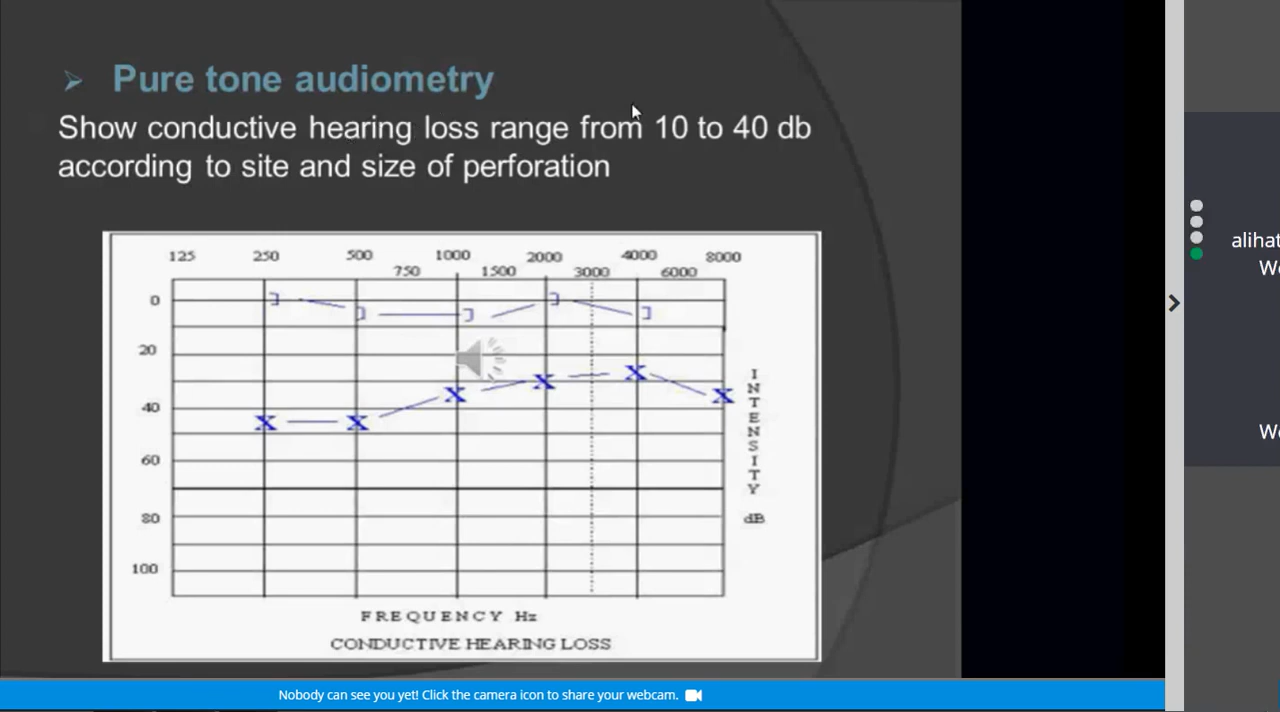 Pure tone audiometry
Show conductive hearing loss range from 10 to 40 db
according to site and size of perforation
125 250 500 1000 2000 4000 8000
750 1500 3000 6000
0
20
40
60
80
100
INTENSITY dB
FREQUENCY Hz
CONDUCTIVE HEARING LOSS
Nobody can see you yet! Click the camera icon to share your webcam.
alihat
We
We